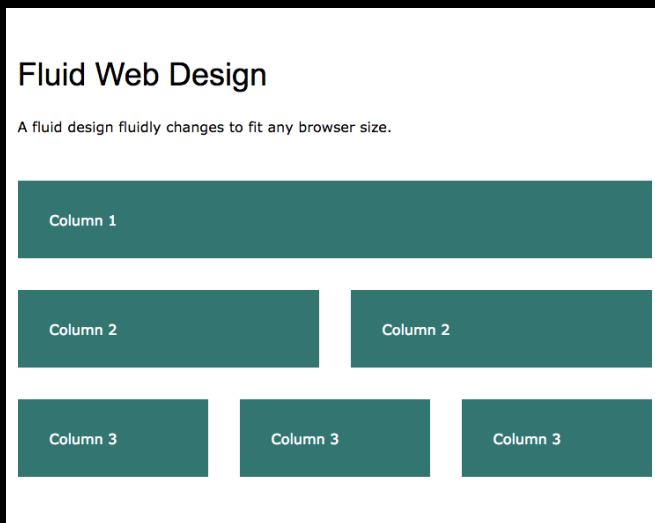 Fluid Web Design
A fluid design fluidly changes to fit any browser size.
Column 1
Column 2
Column 2
Column 3
Column 3
Column 3